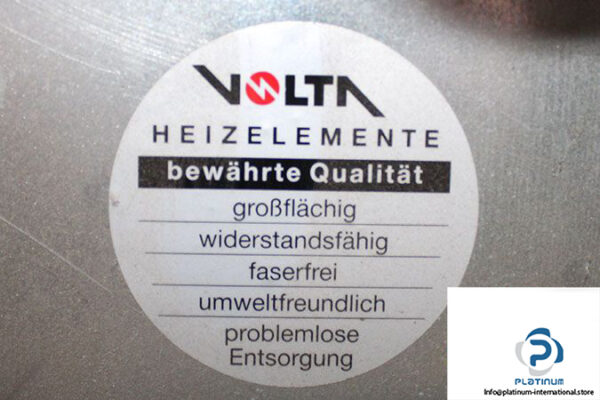 VOLTA
HEIZELEMENTE
bewährte Qualität
großflächig
widerstandsfähig
faserfrei
umweltfreundlich
problemlose
Entsorgung
PLATINUM
Info@platinum-international.store